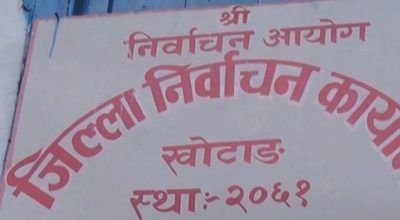 श्री
निर्वाचन आयोग
जिल्ला निर्वाचन
खोटाङ
स्थाः-२०६१